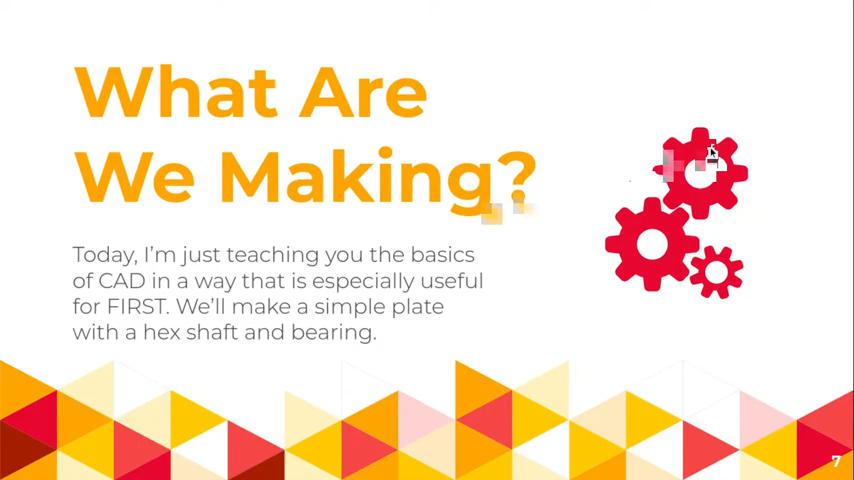 What Are
We Making?
Today, I’m just teaching you the basics
of CAD in a way that is especially useful
for FIRST. We’ll make a simple plate
with a hex shaft and bearing.
7